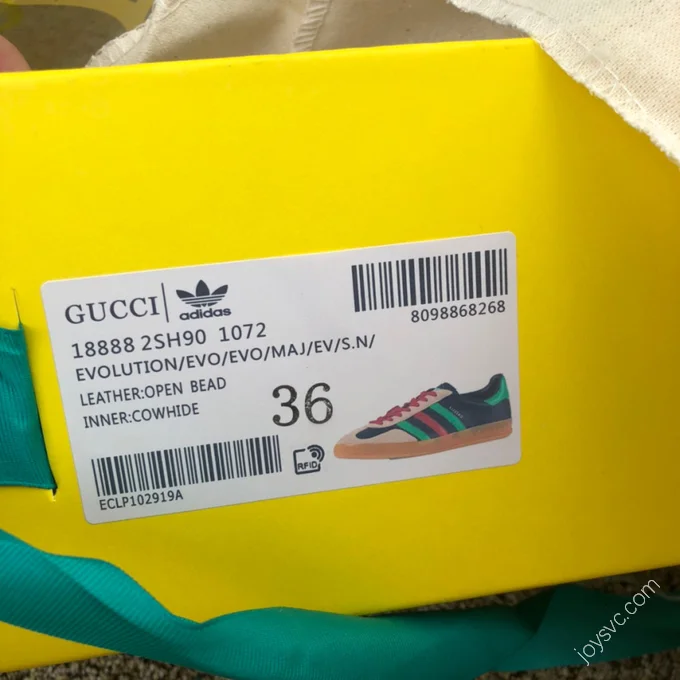 GUCCI adidas
8098868268
18888 2SH90 1072
EVOLUTION/EVO/EVO/MAJ/EV/S.N/
LEATHER:OPEN BEAD
INNER:COWHIDE
36
RFID
ECLP102919A
joysvc.com